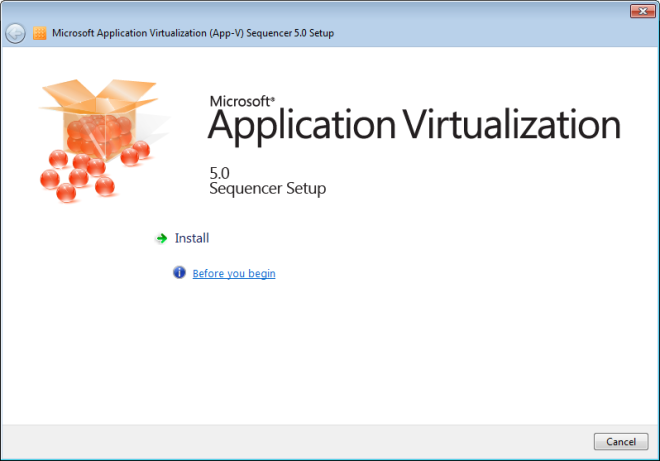 Microsoft Application Virtualization (App-V) Sequencer 5.0 Setup
Microsoft®
Application Virtualization
5.0
Sequencer Setup
Install
Before you begin
Cancel